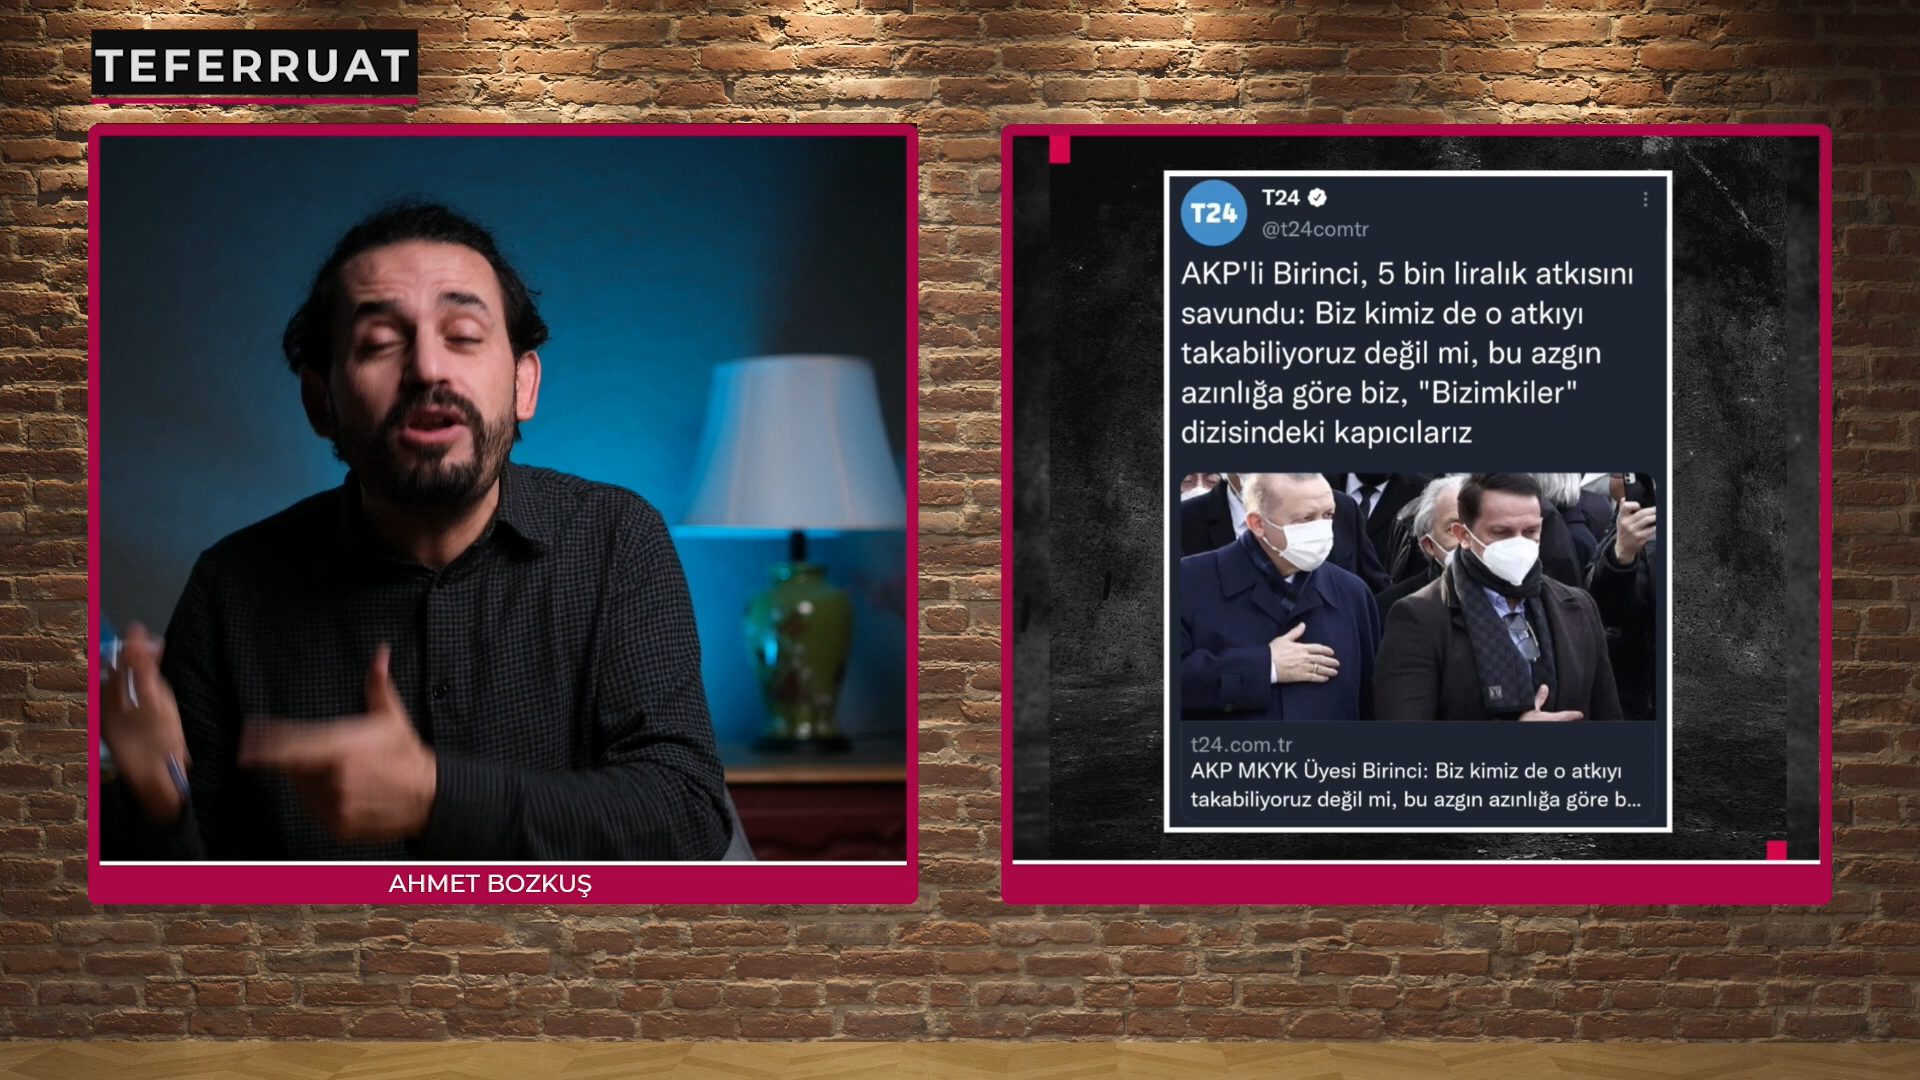 TEFERRUAT
T24
T24
@t24comtr
AKP'li Birinci, 5 bin liralık atkısını
savundu: Biz kimiz de o atkıyı
takabiliyoruz değil mi, bu azgın
azınlığa göre biz, "Bizimkiler"
dizisindeki kapıcılarız
t24.com.tr
AKP MKYK Üyesi Birinci: Biz kimiz de o atkıyı
takabiliyoruz değil mi, bu azgın azınlığa göre b...
AHMET BOZKUŞ